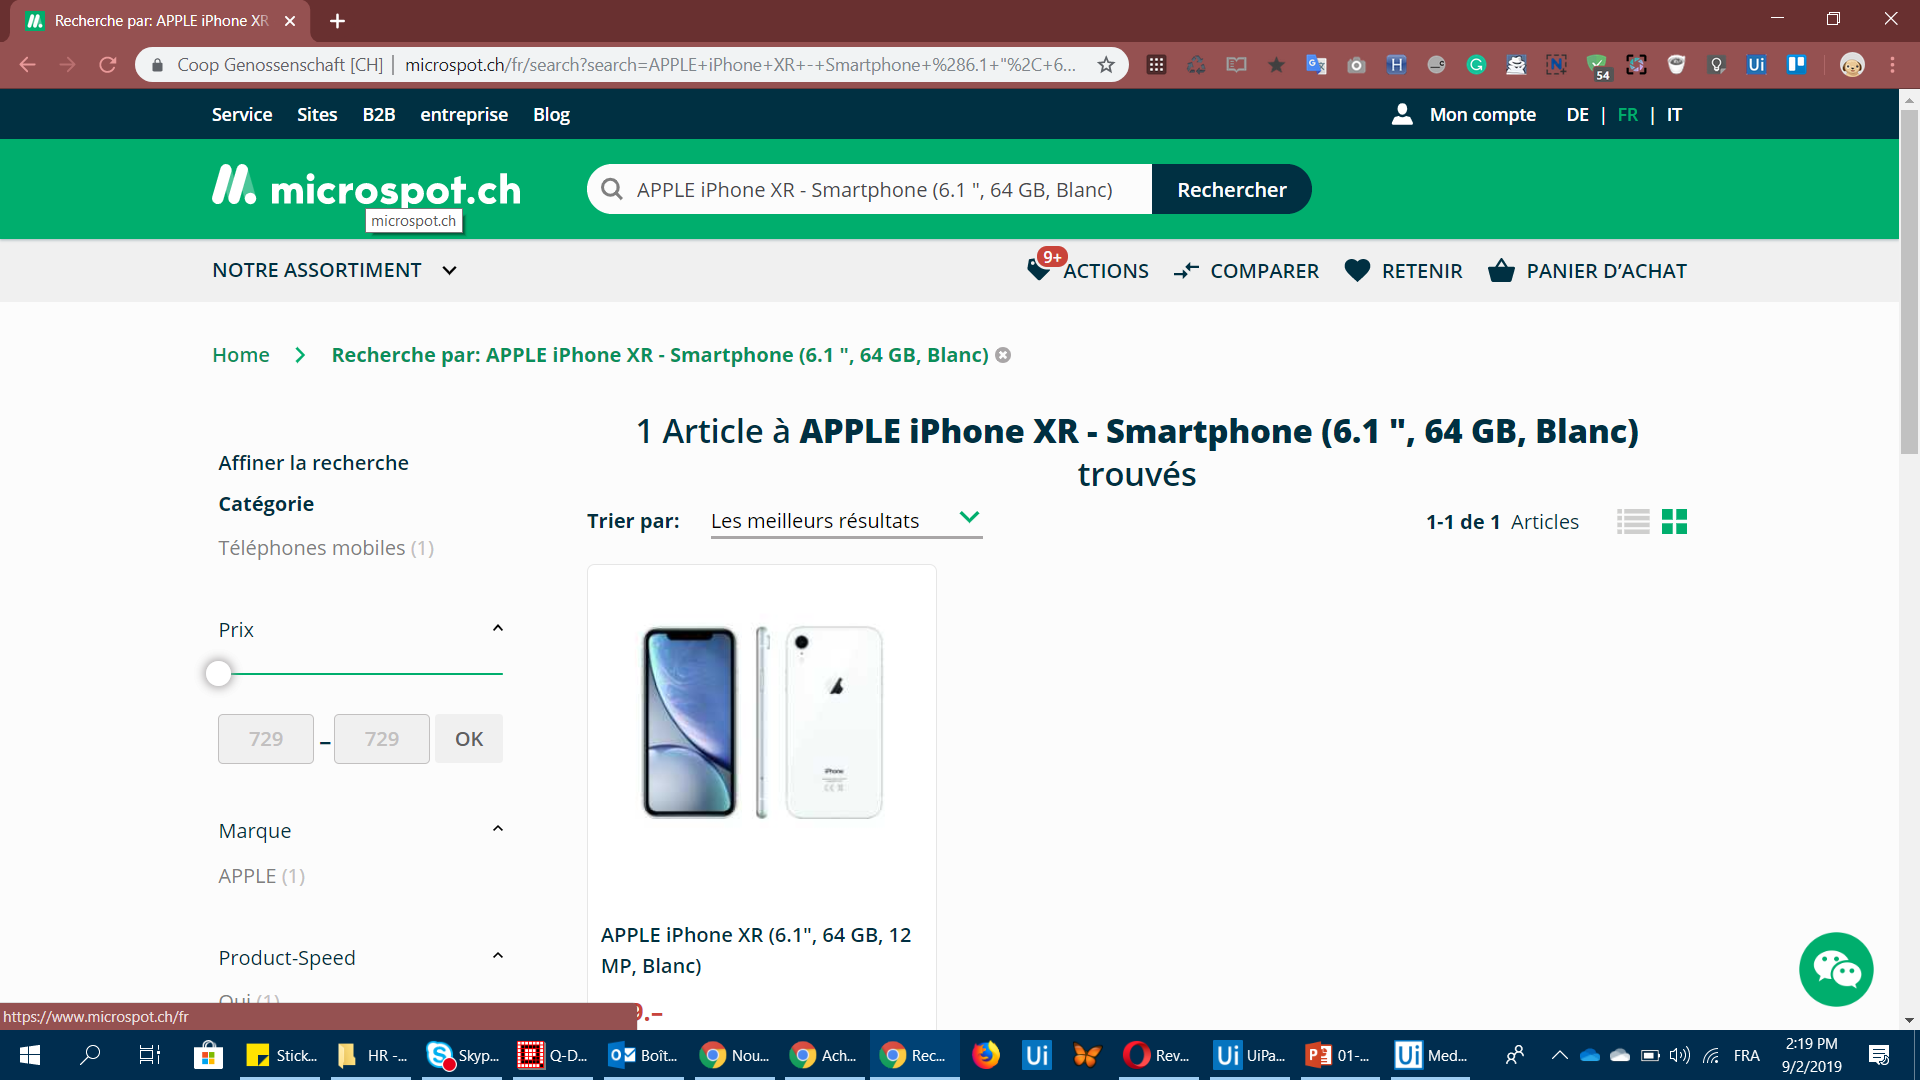 Recherche par: APPLE iPhone XR
Coop Genossenschaft [CH] | microspot.ch/fr/search?search=APPLE+iPhone+XR+-+Smartphone+%286.1+"%2C+6...
54
Service Sites B2B entreprise Blog
Mon compte DE | FR | IT
microspot.ch
APPLE iPhone XR - Smartphone (6.1 ", 64 GB, Blanc)
Rechercher
microspot.ch
NOTRE ASSORTIMENT
9+
ACTIONS COMPARER RETENIR PANIER D'ACHAT
Home > Recherche par: APPLE iPhone XR - Smartphone (6.1 ", 64 GB, Blanc)
1 Article à APPLE iPhone XR - Smartphone (6.1 ", 64 GB, Blanc)
trouvés
Affiner la recherche
Catégorie
Téléphones mobiles (1)
Trier par: Les meilleurs résultats
1-1 de 1 Articles
Prix
729 – 729 OK
Marque
APPLE (1)
Product-Speed
Oui (1)
iPhone
APPLE iPhone XR (6.1", 64 GB, 12
MP, Blanc)
9.–
https://www.microspot.ch/fr
Stick... HR -... Skyp... Q-D... Boît... Nou... Ach... Rec... Ui Rev... UiPa... 01-... Med... FRA
2:19 PM
9/2/2019